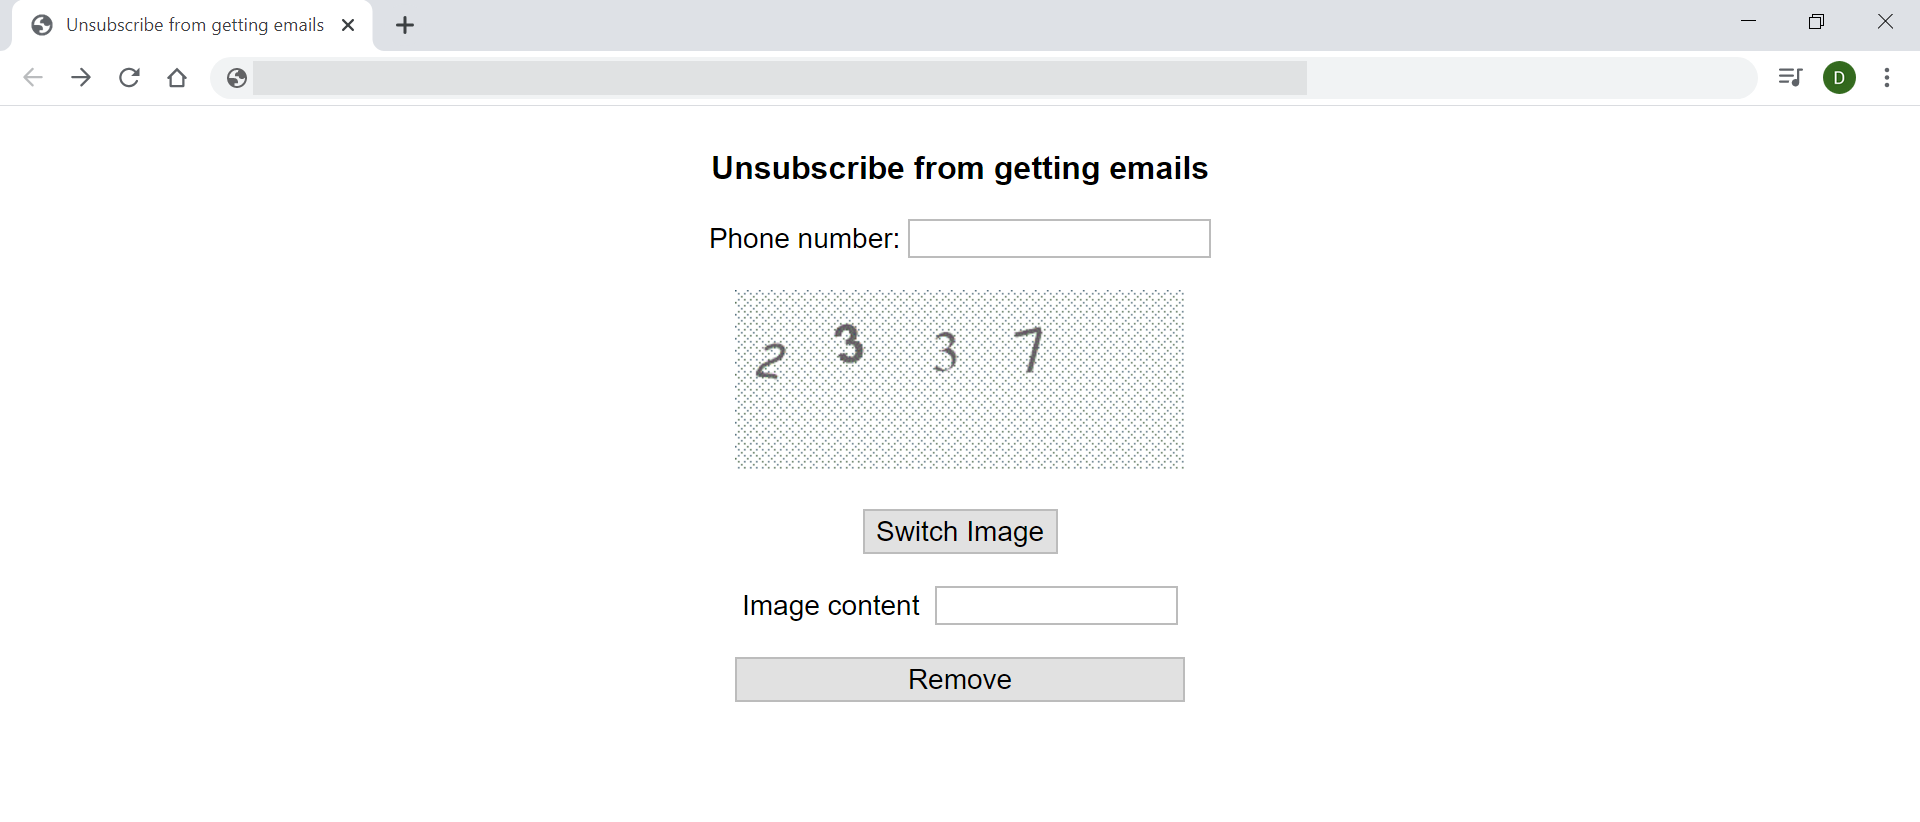 Unsubscribe from getting emails
D
Unsubscribe from getting emails
Phone number:
2 3 3 7
Switch Image
Image content
Remove